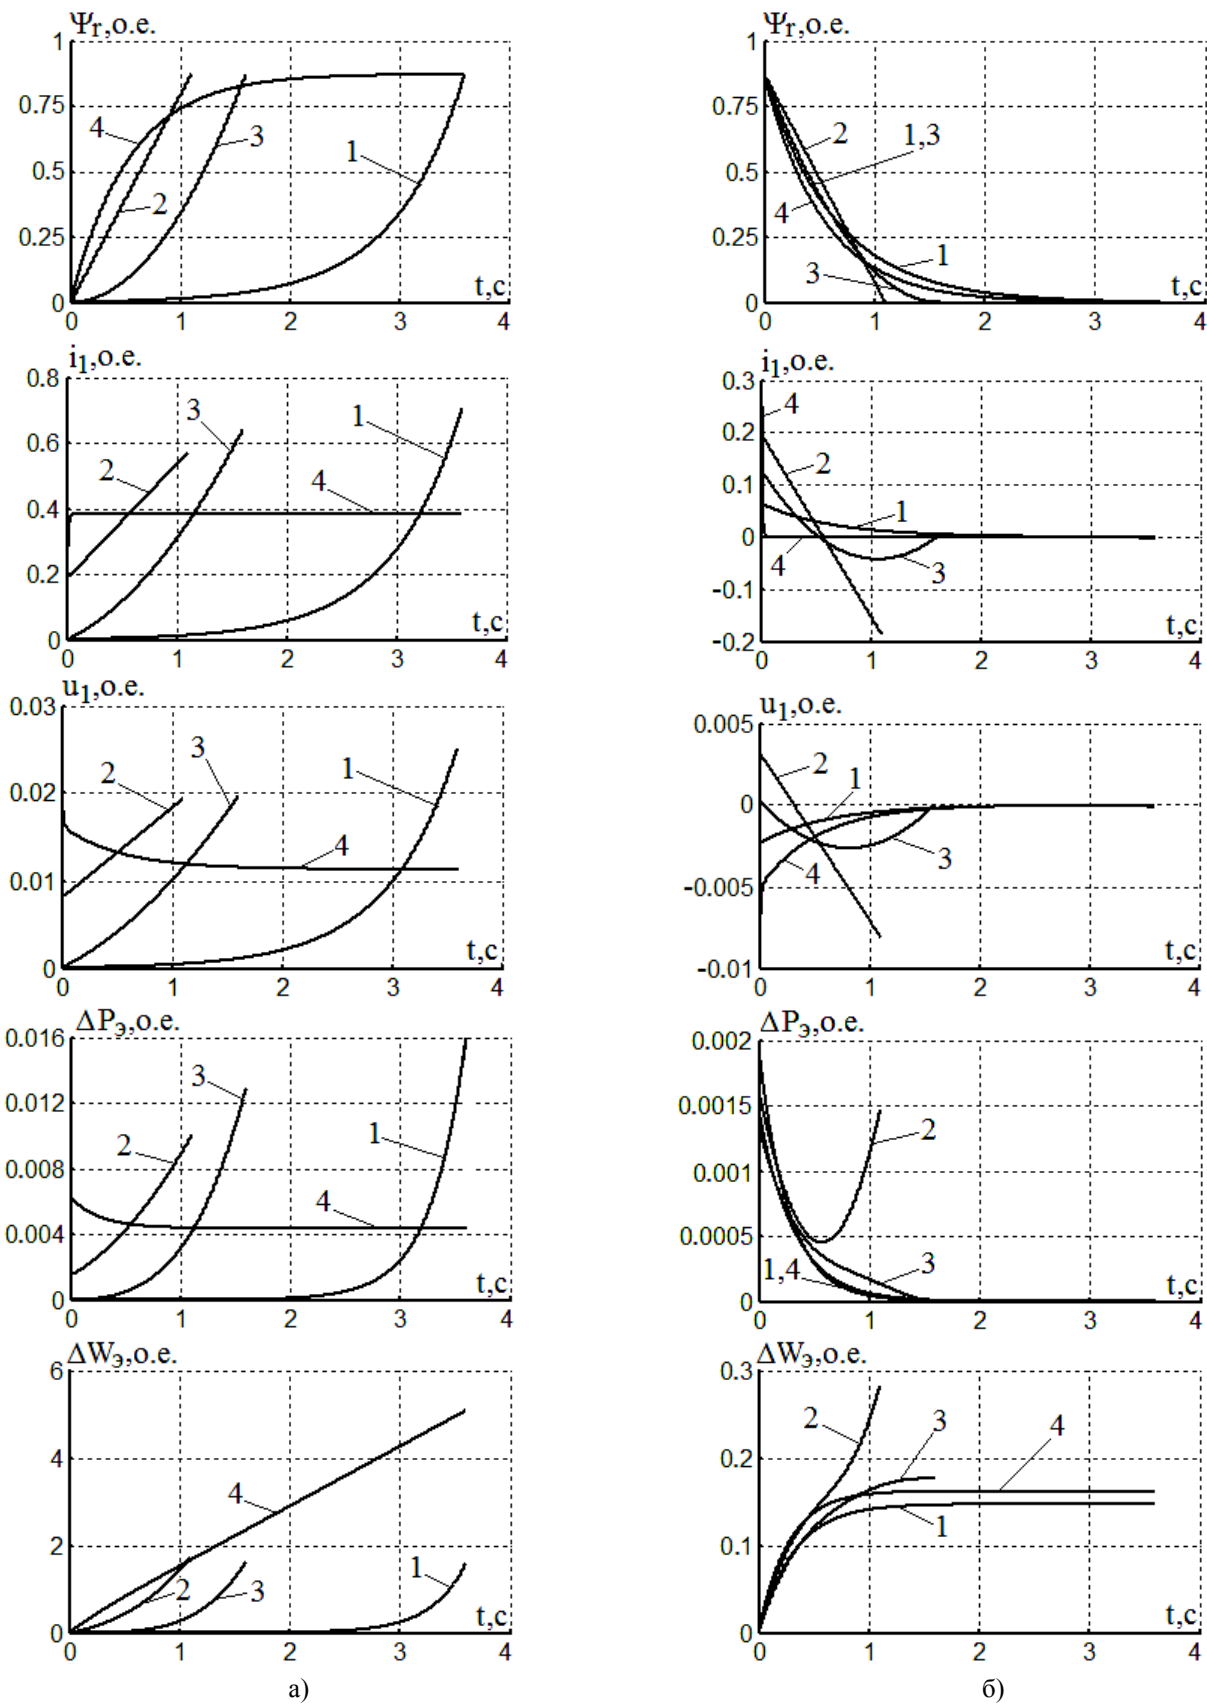 Ψr,o.e.
1
0.75
0.5
0.25
0
4
2
3
1
t,c
0 1 2 3 4
i1,o.e.
0.8
0.6
0.4
0.2
0
3
1
2
4
t,c
0 1 2 3 4
u1,o.e.
0.03
0.02
0.01
0
3
2
1
4
t,c
0 1 2 3 4
ΔPэ,o.e.
0.016
0.012
0.008
0.004
0
3
2
1
4
t,c
0 1 2 3 4
ΔWэ,o.e.
6
4
2
0
4
2
3
1
t,c
0 1 2 3 4
а)
Ψr,o.e.
1
0.75
0.5
0.25
0
2
1,3
4
1
3
t,c
0 1 2 3 4
i1,o.e.
0.3
0.2
0.1
0
-0.1
-0.2
4
2
1
4
3
t,c
0 1 2 3 4
u1,o.e.
0.005
0
-0.005
-0.01
2
1
3
4
t,c
0 1 2 3 4
ΔPэ,o.e.
0.002
0.0015
0.001
0.0005
0
2
1,4
3
t,c
0 1 2 3 4
ΔWэ,o.e.
0.3
0.2
0.1
0
2
3
4
1
t,c
0 1 2 3 4
б)